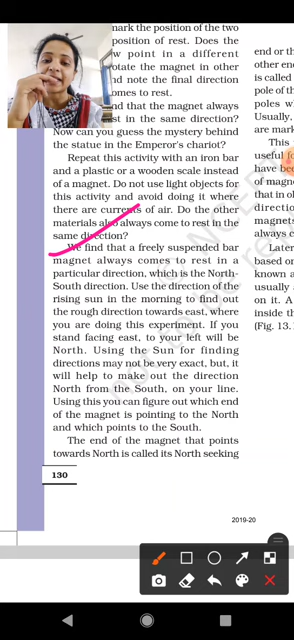 mark the position of the two
position of rest. Does the
w point in a different
otate the magnet in other
nd note the final direction
omes to rest.
nd that the magnet always
st in the same direction?
Now can you guess the mystery behind
the statue in the Emperor's chariot?
Repeat this activity with an iron bar
and a plastic or a wooden scale instead
of a magnet. Do not use light objects for
this activity and avoid doing it where
there are currents of air. Do the other
materials also always come to rest in the
same direction?
We find that a freely suspended bar
magnet always comes to rest in a
particular direction, which is the North-
South direction. Use the direction of the
rising sun in the morning to find out
the rough direction towards east, where
you are doing this experiment. If you
stand facing east, to your left will be
North. Using the Sun for finding
directions may not be very exact, but, it
will help to make out the direction
North from the South, on your line.
Using this you can figure out which end
of the magnet is pointing to the North
and which points to the South.
The end of the magnet that points
towards North is called its North seeking
130
end or th
other end
is called
pole of th
poles wh
Usually,
are mark
This
useful fo
have bee
of magne
that in ol
directio
magnets
always c
Later
based on
known a
usually a
on it. A
inside th
(Fig. 13.
2019-20